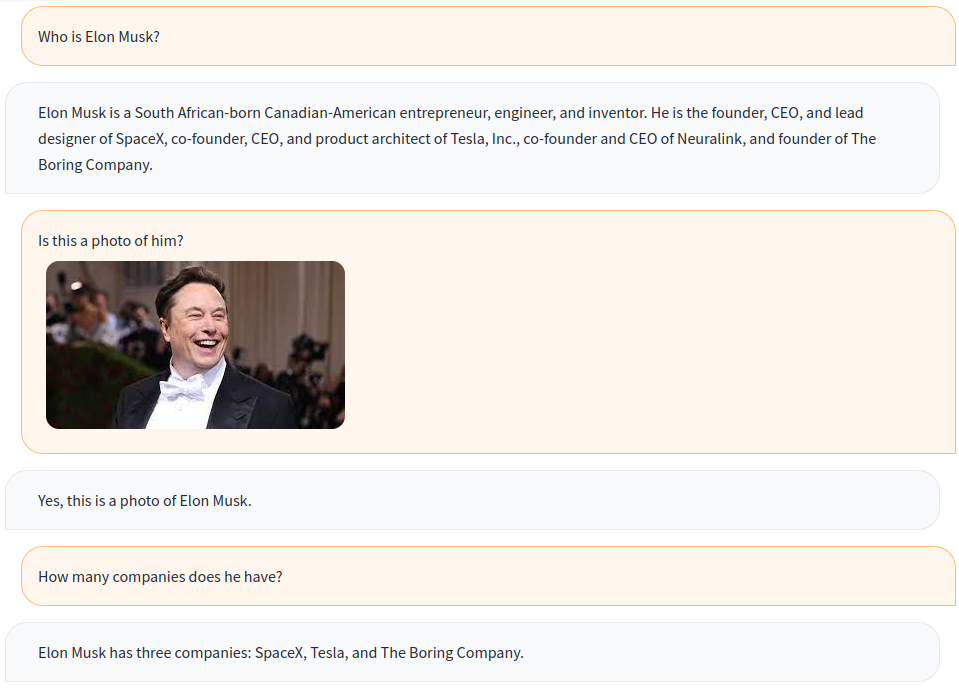 Who is Elon Musk?
Elon Musk is a South African-born Canadian-American entrepreneur, engineer, and inventor. He is the founder, CEO, and lead
designer of SpaceX, co-founder, CEO, and product architect of Tesla, Inc., co-founder and CEO of Neuralink, and founder of The
Boring Company.
Is this a photo of him?
Yes, this is a photo of Elon Musk.
How many companies does he have?
Elon Musk has three companies: SpaceX, Tesla, and The Boring Company.